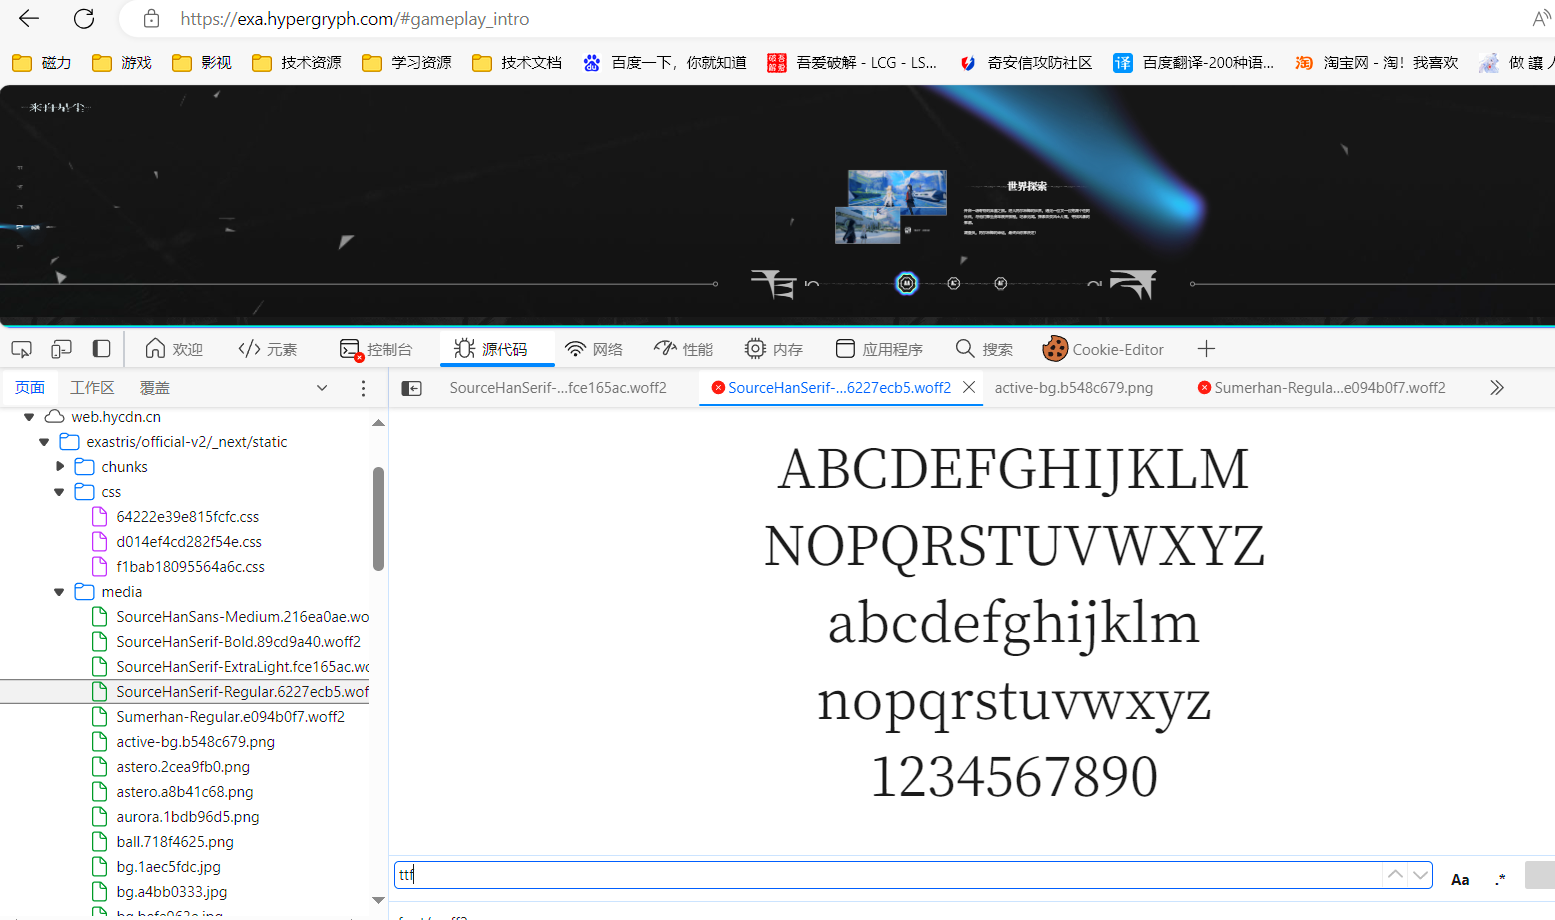 https://exa.hypergryph.com/#gameplay_intro
磁力 游戏 影视 技术资源 学习资源 技术文档 百度一下，你就知道 吾爱破解 - LCG - LS... 奇安信攻防社区 百度翻译-200种语... 淘宝网 - 淘！我喜欢 做 讓 人
来自星尘
世界探索
欢迎 元素 控制台 源代码 网络 性能 内存 应用程序 搜索 Cookie-Editor
页面 工作区 覆盖
SourceHanSerif-...fce165ac.woff2 SourceHanSerif-...6227ecb5.woff2 active-bg.b548c679.png Sumerhan-Regula...e094b0f7.woff2
web.hycdn.cn
exastris/official-v2/_next/static
chunks
css
64222e39e815fcfc.css
d014ef4cd282f54e.css
f1bab18095564a6c.css
media
SourceHanSans-Medium.216ea0ae.wo
SourceHanSerif-Bold.89cd9a40.woff2
SourceHanSerif-ExtraLight.fce165ac.wo
SourceHanSerif-Regular.6227ecb5.wof
Sumerhan-Regular.e094b0f7.woff2
active-bg.b548c679.png
astero.2cea9fb0.png
astero.a8b41c68.png
aurora.1bdb96d5.png
ball.718f4625.png
bg.1aec5fdc.jpg
bg.a4bb0333.jpg
ABCDEFGHIJKLM
NOPQRSTUVWXYZ
abcdefghijklm
nopqrstuvwxyz
1234567890
ttf
Aa .*